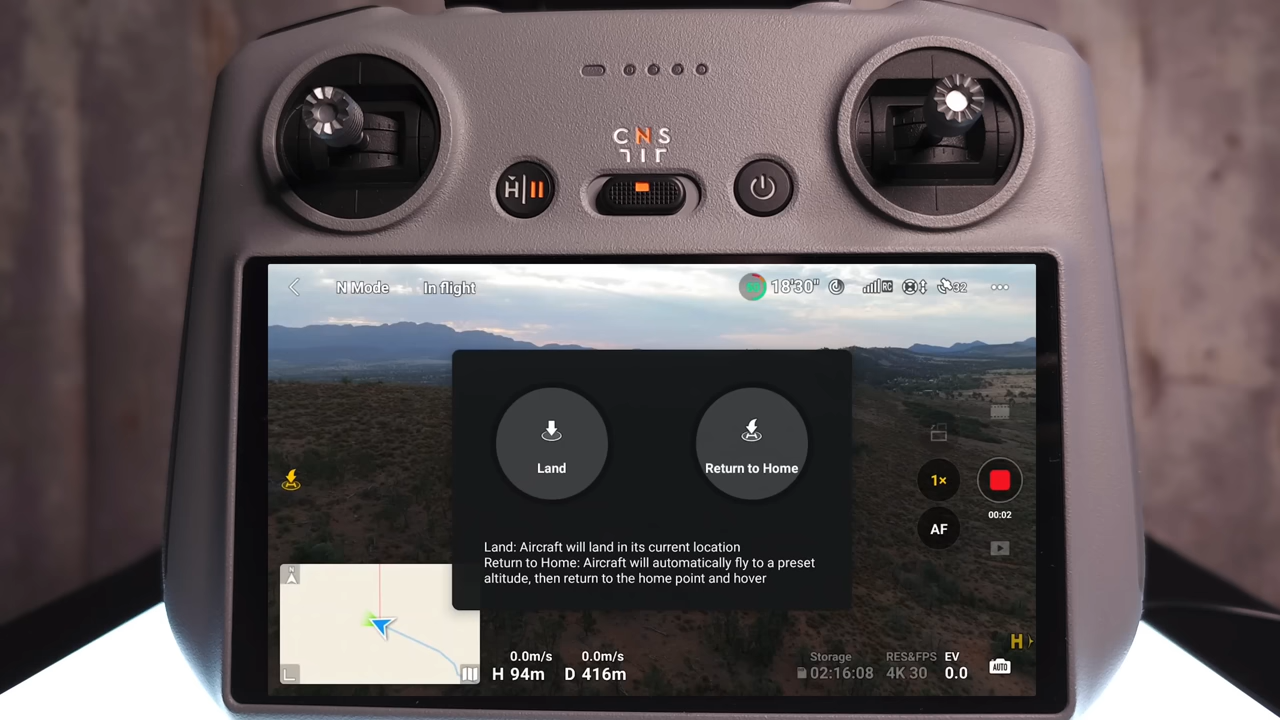 C N S
H
N Mode
In flight
18'30"
RC
32
Land
Return to Home
1×
00:02
AF
Land: Aircraft will land in its current location
Return to Home: Aircraft will automatically fly to a preset
altitude, then return to the home point and hover
N
H
0.0m/s
0.0m/s
H 94m
D 416m
Storage
02:16:08
RES&FPS
4K 30
EV
0.0
AUTO